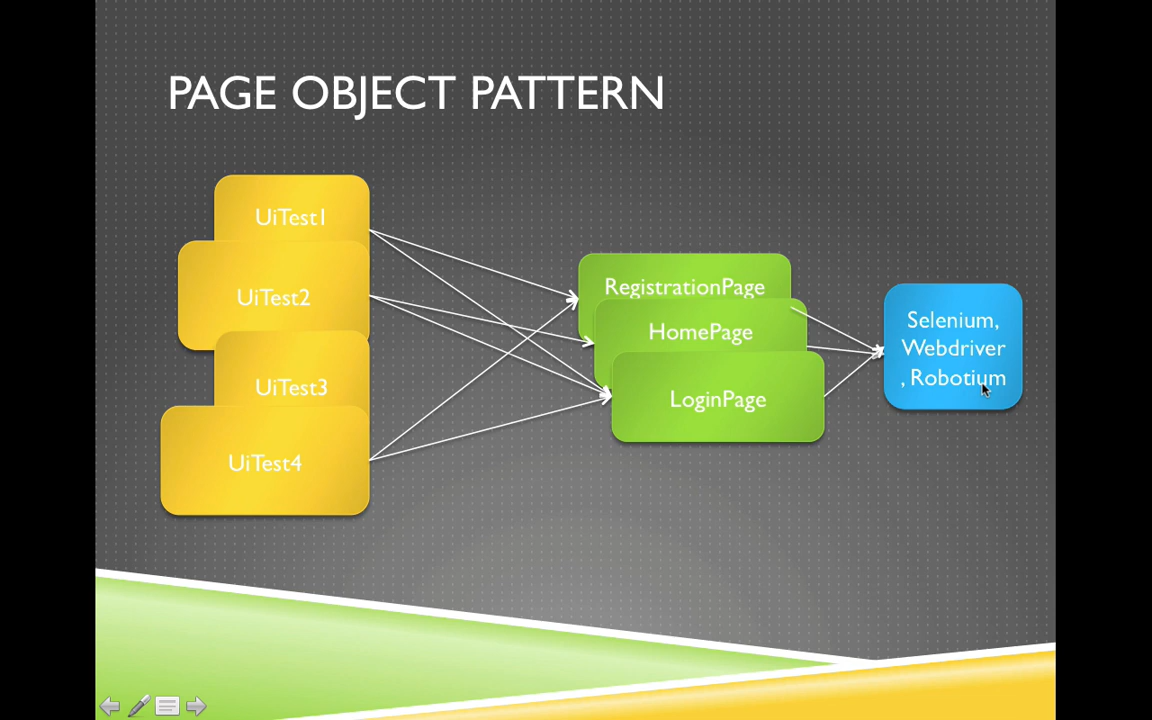 PAGE OBJECT PATTERN
UiTest1
UiTest2
UiTest3
UiTest4
RegistrationPage
HomePage
LoginPage
Selenium,
Webdriver
, Robotium